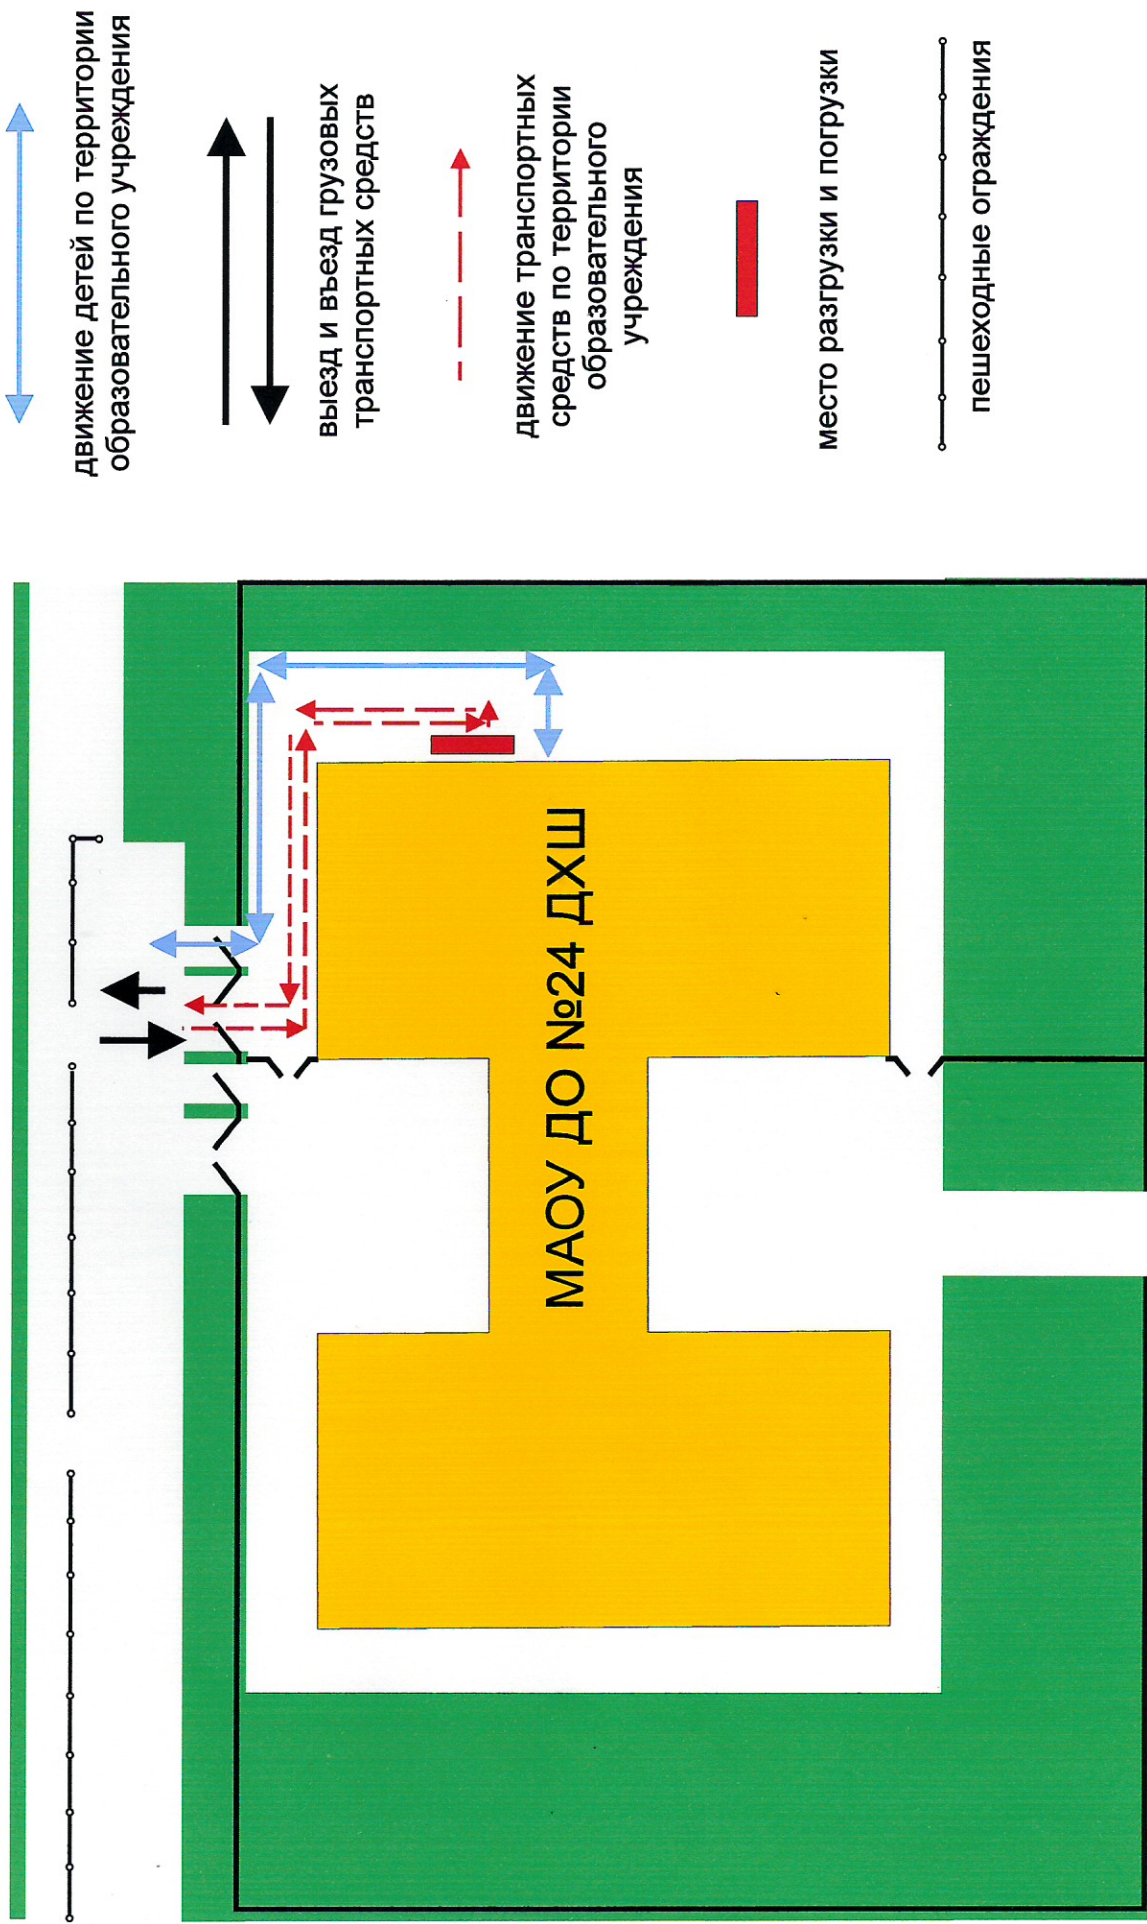 МАОУ ДО №24 ДХШ
движение детей по территории
образовательного учреждения
выезд и въезд грузовых
транспортных средств
движение транспортных
средств по территории
образовательного
учреждения
место разгрузки и погрузки
пешеходные ограждения